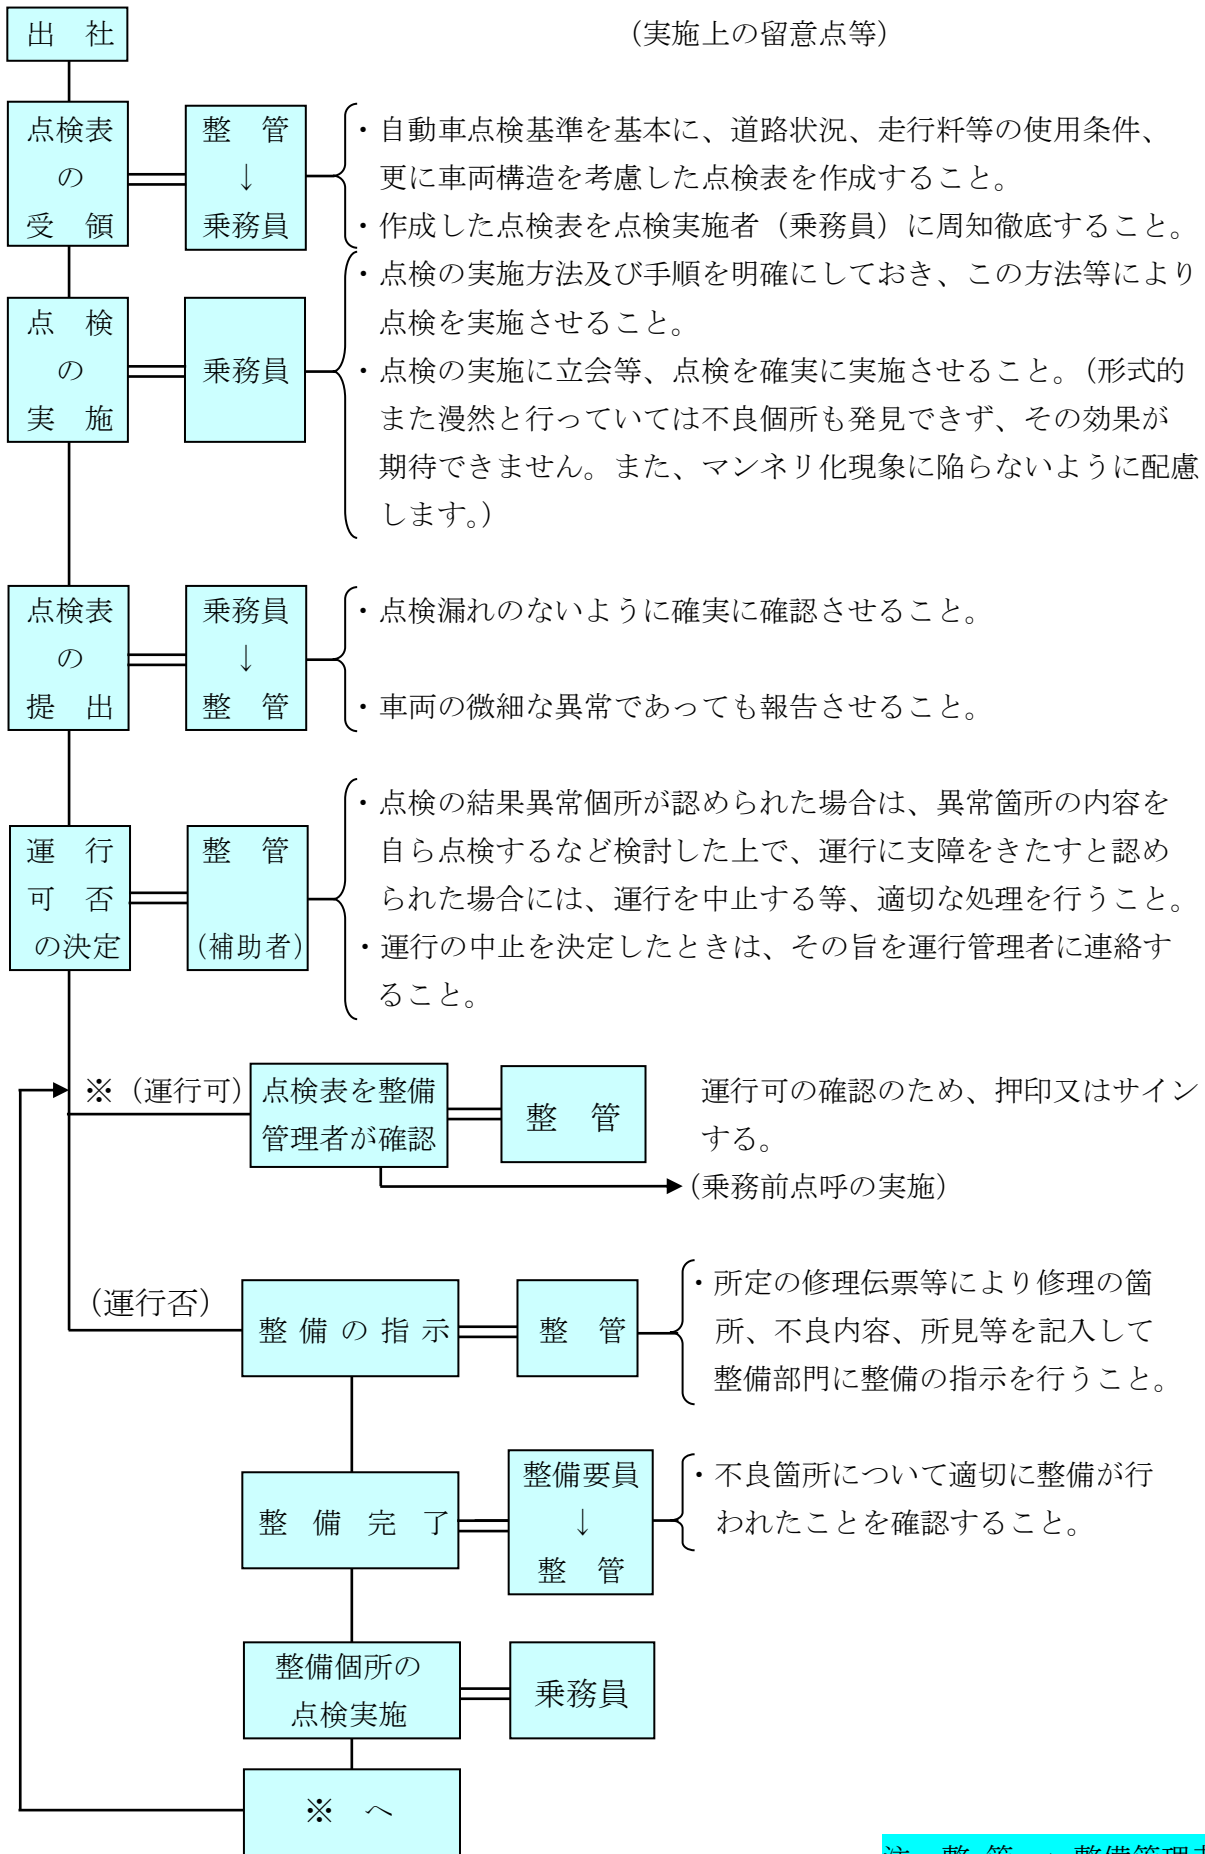 出 社
(実施上の留意点等)
点検表
の
受 領
整 管
↓
乗務員
・自動車点検基準を基本に、道路状況、走行粁等の使用条件、
更に車両構造を考慮した点検表を作成すること。
・作成した点検表を点検実施者（乗務員）に周知徹底すること。
点 検
の
実 施
乗務員
・点検の実施方法及び手順を明確にしておき、この方法等により
点検を実施させること。
・点検の実施に立会等、点検を確実に実施させること。（形式的
また漫然と行っていては不良個所も発見できず、その効果が
期待できません。また、マンネリ化現象に陥らないように配慮
します。）
点検表
の
提 出
乗務員
↓
整 管
・点検漏れのないように確実に確認させること。
・車両の微細な異常であっても報告させること。
運 行
可 否
の決定
整 管
(補助者)
・点検の結果異常個所が認められた場合は、異常箇所の内容を
自ら点検するなど検討した上で、運行に支障をきたすと認め
られた場合には、運行を中止する等、適切な処理を行うこと。
・運行の中止を決定したときは、その旨を運行管理者に連絡す
ること。
※（運行可）
点検表を整備
管理者が確認
整 管
運行可の確認のため、押印又はサイン
する。
(乗務前点呼の実施)
（運行否）
整 備 の 指 示
整 管
・所定の修理伝票等により修理の箇
所、不良内容、所見等を記入して
整備部門に整備の指示を行うこと。
整 備 完 了
整備要員
↓
整 管
・不良箇所について適切に整備が行
われたことを確認すること。
整備個所の
点検実施
乗務員
※ へ